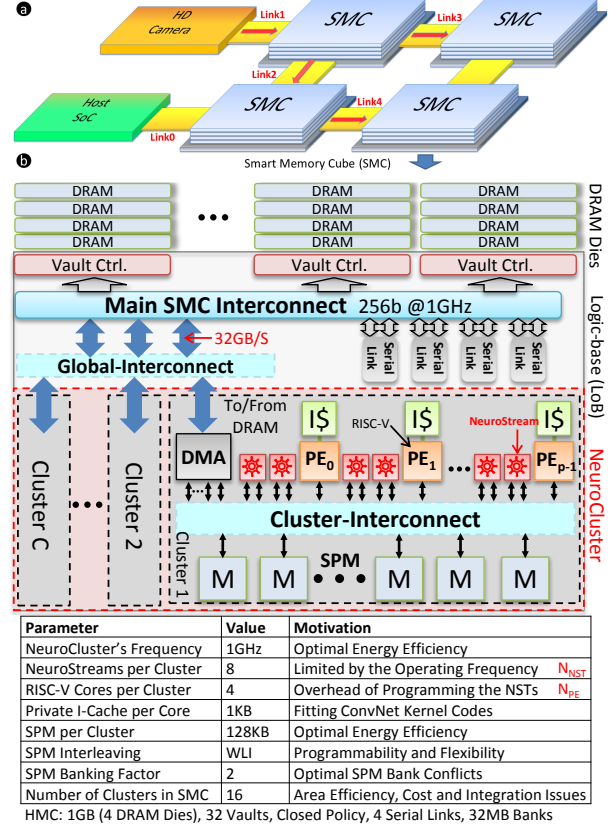 a
HD Camera
Link1
SMC
Link3
SMC
Link2
Host SoC
Link0
SMC
Link4
SMC
b
Smart Memory Cube (SMC)
DRAM DRAM DRAM
DRAM DRAM DRAM
DRAM DRAM DRAM
DRAM DRAM DRAM
DRAM Dies
Vault Ctrl. Vault Ctrl. Vault Ctrl.
Main SMC Interconnect 256b @1GHz
32GB/S
Serial Link Serial Link Serial Link Serial Link
Global-Interconnect
Logic-base (LoB)
To/From DRAM
I$ I$ I$
RISC-V
NeuroStream
DMA
PE0 PE1 PEp-1
Cluster C
Cluster 2
Cluster 1
Cluster-Interconnect
SPM
M M M M M
NeuroCluster
Parameter Value Motivation
NeuroCluster's Frequency 1GHz Optimal Energy Efficiency
NeuroStreams per Cluster 8 Limited by the Operating Frequency NNST
RISC-V Cores per Cluster 4 Overhead of Programming the NSTs NPE
Private I-Cache per Core 1KB Fitting ConvNet Kernel Codes
SPM per Cluster 128KB Optimal Energy Efficiency
SPM Interleaving WLI Programmability and Flexibility
SPM Banking Factor 2 Optimal SPM Bank Conflicts
Number of Clusters in SMC 16 Area Efficiency, Cost and Integration Issues
HMC: 1GB (4 DRAM Dies), 32 Vaults, Closed Policy, 4 Serial Links, 32MB Banks